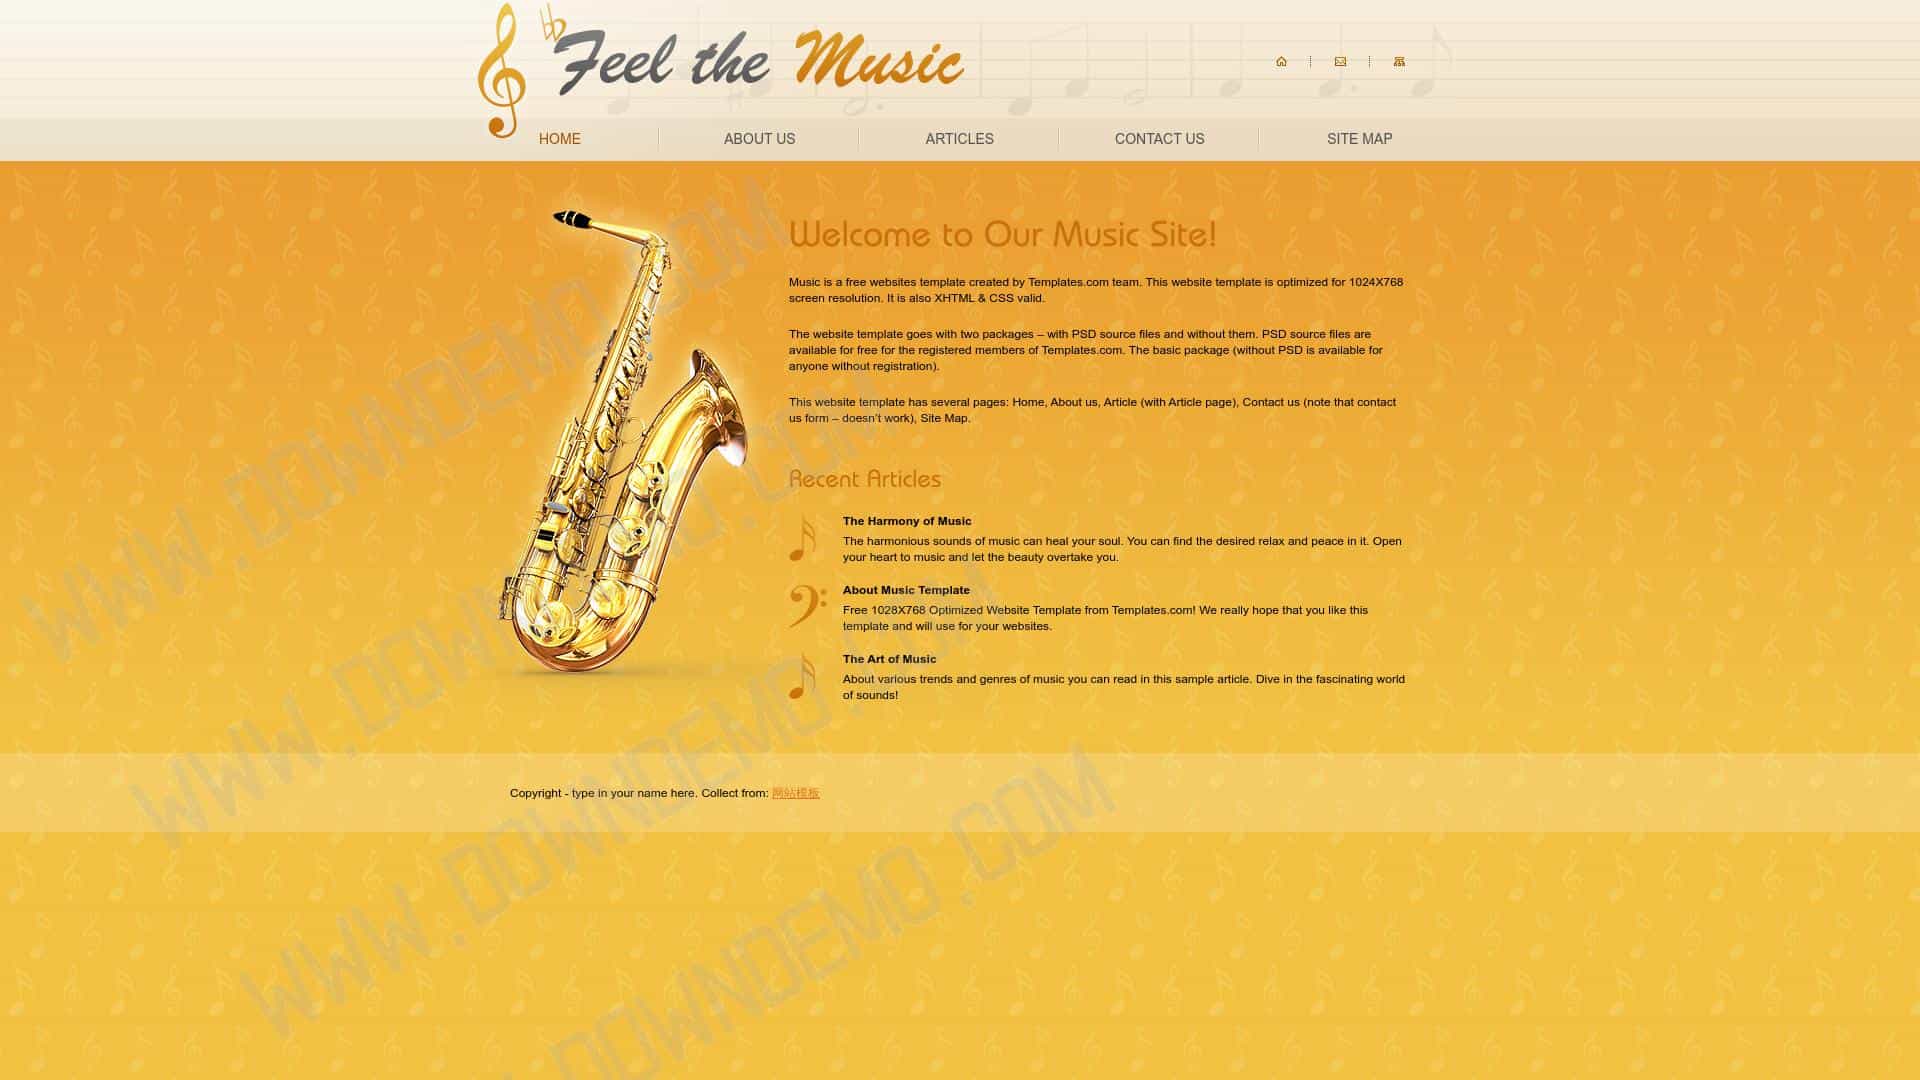 Feel the Music
HOME
ABOUT US
ARTICLES
CONTACT US
SITE MAP
Welcome to Our Music Site!
Music is a free websites template created by Templates.com team. This website template is optimized for 1024X768
screen resolution. It is also XHTML & CSS valid.
The website template goes with two packages – with PSD source files and without them. PSD source files are
available for free for the registered members of Templates.com. The basic package (without PSD is available for
anyone without registration).
This website template has several pages: Home, About us, Article (with Article page), Contact us (note that contact
us form – doesn't work), Site Map.
Recent Articles
The Harmony of Music
The harmonious sounds of music can heal your soul. You can find the desired relax and peace in it. Open
your heart to music and let the beauty overtake you.
About Music Template
Free 1028X768 Optimized Website Template from Templates.com! We really hope that you like this
template and will use for your websites.
The Art of Music
About various trends and genres of music you can read in this sample article. Dive in the fascinating world
of sounds!
Copyright - type in your name here. Collect from: 网站模板
WWW.DOWNDEMO.COM
WWW.DOWNDEMO.COM
WWW.DOWNDEMO.COM
DOWNDEMO.COM